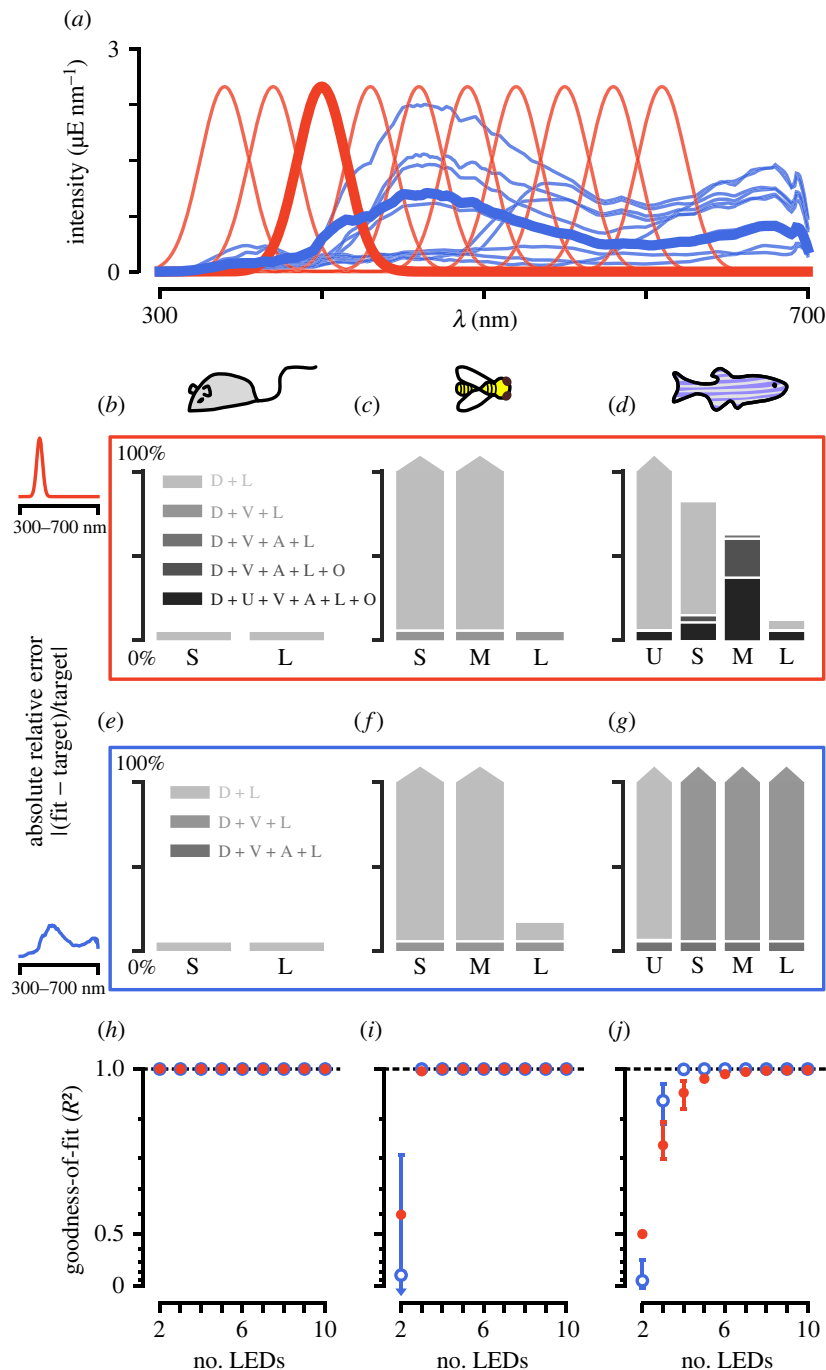 (a)
3
intensity (µE nm⁻¹)
0
300
λ (nm)
700
(b)
(c)
(d)
300–700 nm
100%
D + L
D + V + L
D + V + A + L
D + V + A + L + O
D + U + V + A + L + O
0%
S
L
S
M
L
U
S
M
L
absolute relative error
|(fit – target)/target|
(e)
(f)
(g)
100%
D + L
D + V + L
D + V + A + L
0%
S
L
S
M
L
U
S
M
L
300–700 nm
(h)
(i)
(j)
goodness-of-fit (R²)
1.0
0.5
0
2
6
10
2
6
10
2
6
10
no. LEDs
no. LEDs
no. LEDs